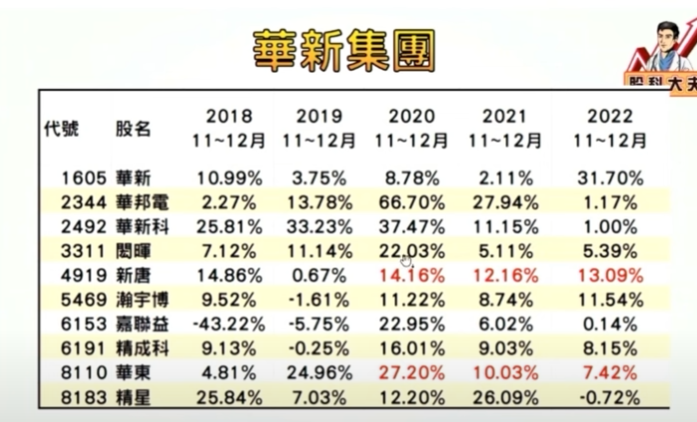 華新集團
股科大夫
代號 股名 2018 2019 2020 2021 2022
11~12月 11~12月 11~12月 11~12月 11~12月
1605 華新 10.99% 3.75% 8.78% 2.11% 31.70%
2344 華邦電 2.27% 13.78% 66.70% 27.94% 1.17%
2492 華新科 25.81% 33.23% 37.47% 11.15% 1.00%
3311 閎暉 7.12% 11.14% 22.03% 5.11% 5.39%
4919 新唐 14.86% 0.67% 14.16% 12.16% 13.09%
5469 瀚宇博 9.52% -1.61% 11.22% 8.74% 11.54%
6153 嘉聯益 -43.22% -5.75% 22.95% 6.02% 0.14%
6191 精成科 9.13% -0.25% 16.01% 9.03% 8.15%
8110 華東 4.81% 24.96% 27.20% 10.03% 7.42%
8183 精星 25.84% 7.03% 12.20% 26.09% -0.72%